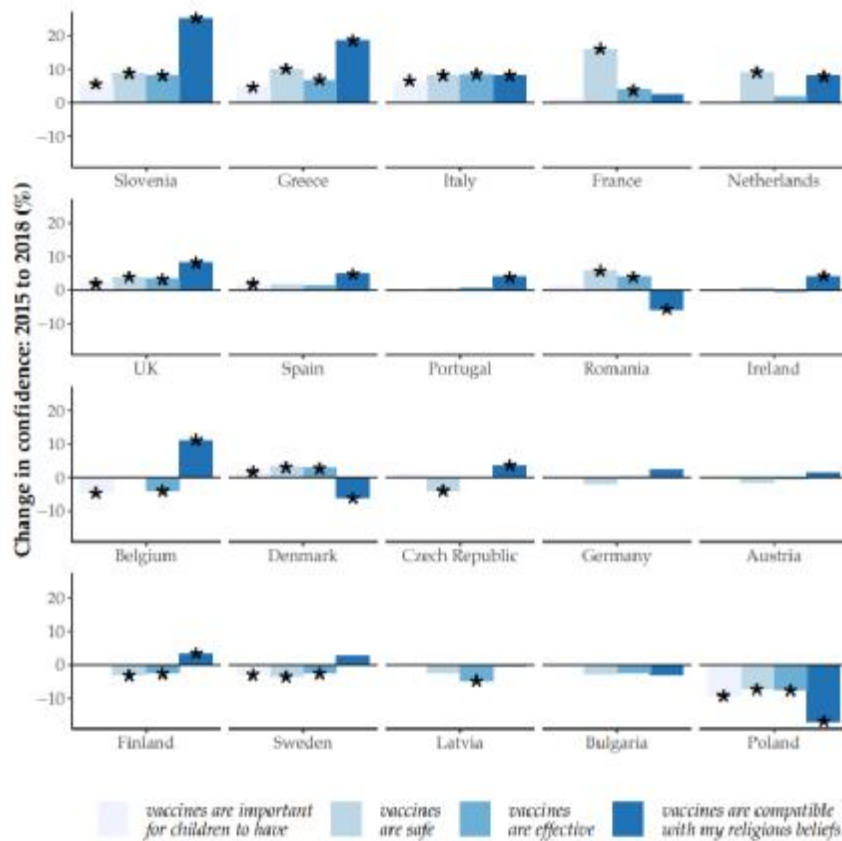 Change in confidence: 2015 to 2018 (%)
20
10
0
−10
Slovenia Greece Italy France Netherlands
20
10
0
−10
UK Spain Portugal Romania Ireland
20
10
0
−10
Belgium Denmark Czech Republic Germany Austria
20
10
0
−10
Finland Sweden Latvia Bulgaria Poland
vaccines are important vaccines vaccines vaccines are compatible
for children to have are safe are effective with my religious beliefs